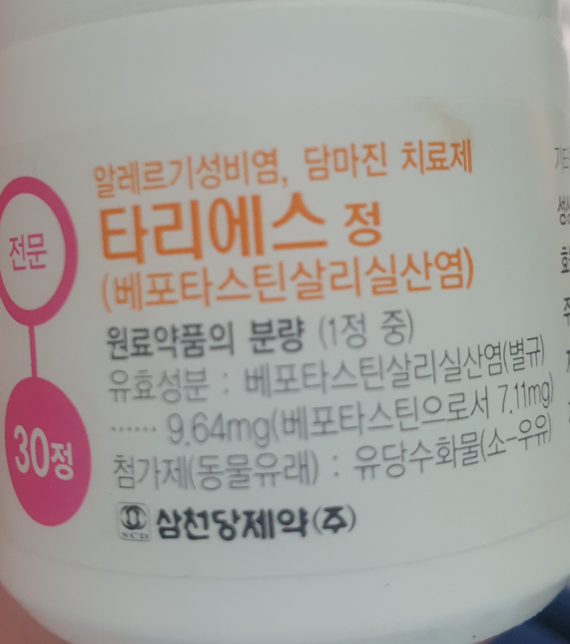 알레르기성비염, 담마진 치료제
타리에스 정
(베포타스틴살리실산염)
전문
원료약품의 분량 (1정 중)
유효성분 : 베포타스틴살리실산염(별규)
...... 9.64mg(베포타스틴으로서 7.11mg)
첨가제(동물유래) : 유당수화물(소-우유)
30정
SCD 삼천당제약(주)